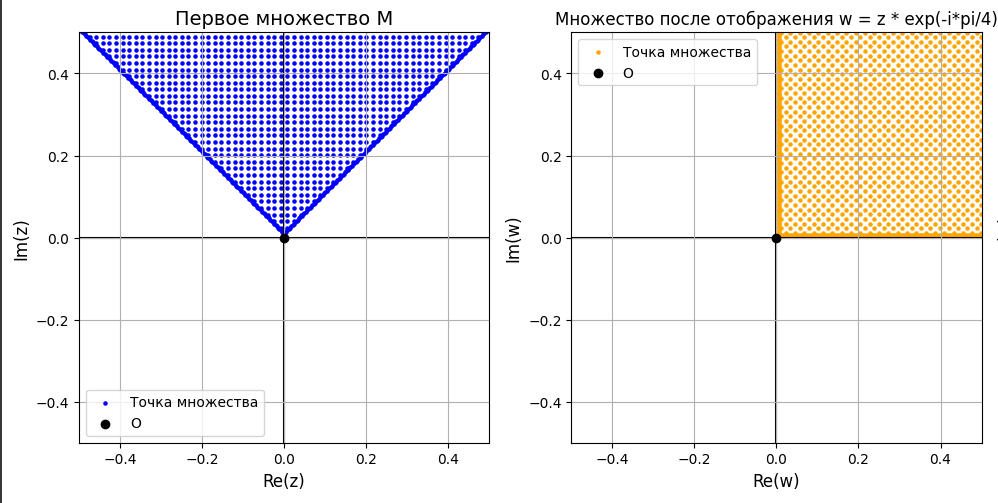 Первое множество M
0.4
0.2
0.0
−0.2
−0.4
Im(z)
Точка множества
O
−0.4 −0.2 0.0 0.2 0.4
Re(z)
Множество после отображения w = z * exp(-i*pi/4)
Точка множества
O
0.4
0.2
0.0
−0.2
−0.4
Im(w)
−0.4 −0.2 0.0 0.2 0.4
Re(w)